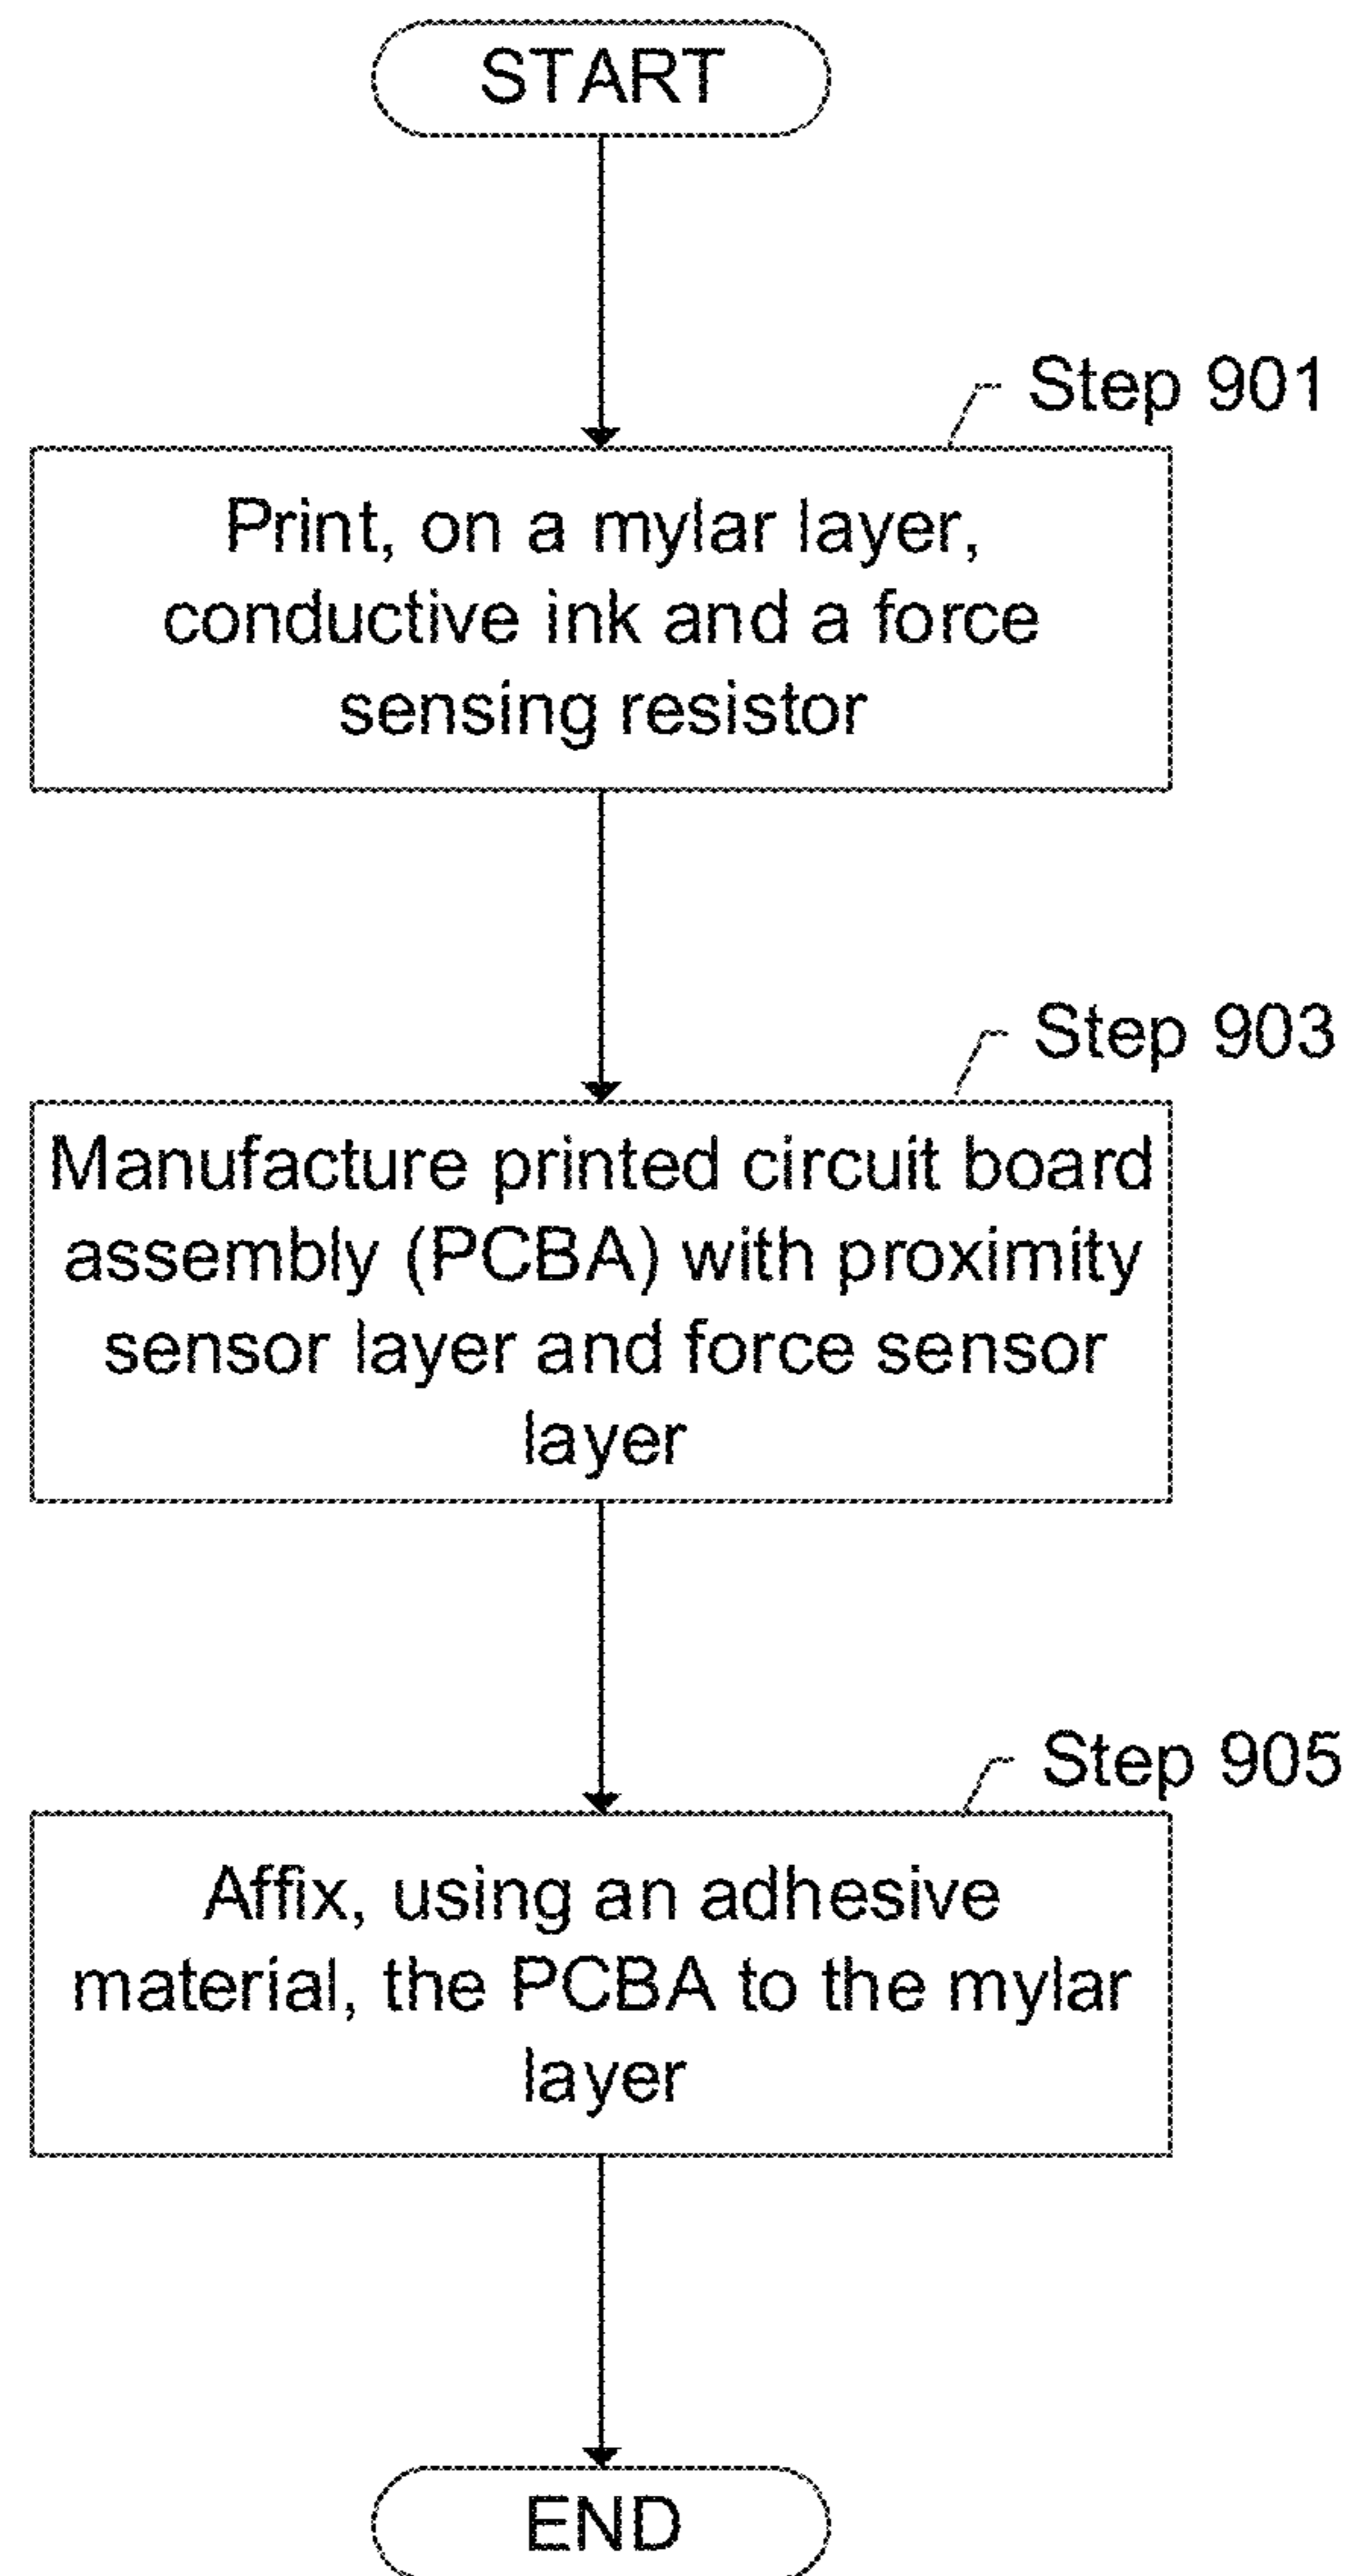 START
Step 901
Print, on a mylar layer,
conductive ink and a force
sensing resistor
Step 903
Manufacture printed circuit board
assembly (PCBA) with proximity
sensor layer and force sensor
layer
Step 905
Affix, using an adhesive
material, the PCBA to the mylar
layer
END